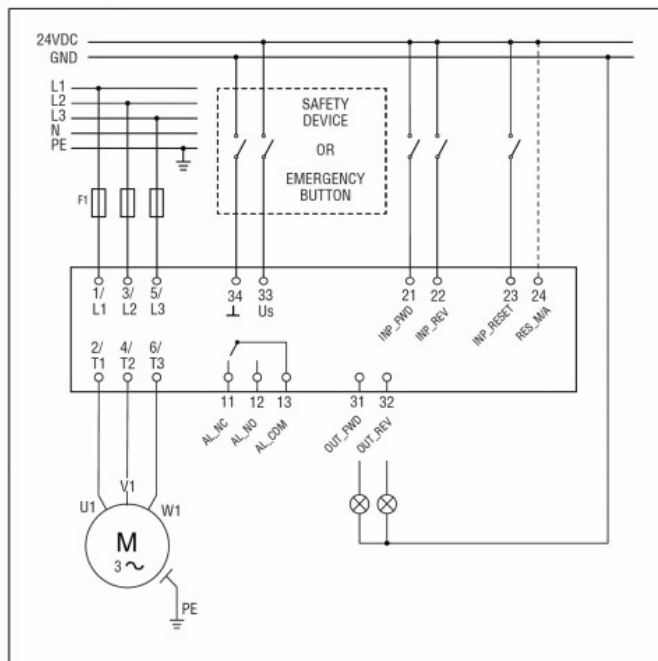 24VDC
GND
L1
L2
L3
N
PE
SAFETY
DEVICE
OR
EMERGENCY
BUTTON
F1
1/ 3/ 5/ 34 33 21 22 23 24
L1 L2 L3 ⊥ Us
INP_FWD INP_REV INP_RESET RES_M/A
2/ 4/ 6/
T1 T2 T3
11 12 13 31 32
AL_NC AL_NO AL_COM OUT_FWD OUT_REV
U1 V1 W1
M
3 ~
PE